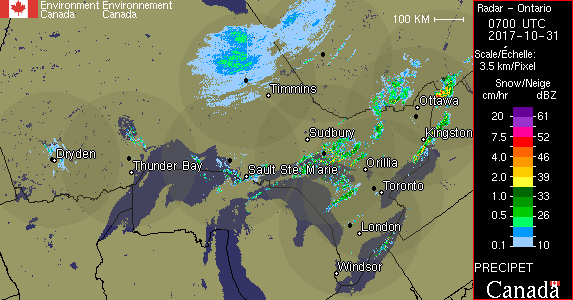 Environment Environnement
Canada Canada
100 KM
Timmins
Ottawa
Sudbury
Kingston
Dryden
Thunder Bay
Sault Ste. Marie
Orillia
Toronto
London
Windsor
Radar - Ontario
0700 UTC
2017-10-31
Scale/Échelle:
3.5 km/Pixel
Snow/Neige
cm/hr dBZ
20 61
7.5 52
4.0 46
2.0 39
1.0 33
0.5 26
0.1 10
PRECIPET
Canada